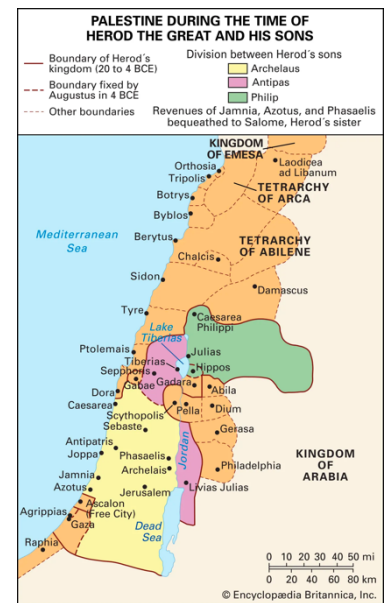 PALESTINE DURING THE TIME OF
HEROD THE GREAT AND HIS SONS
Boundary of Herod's
kingdom (20 to 4 BCE)
Boundary fixed by
Augustus in 4 BCE
Other boundaries
Division between Herod's sons
Archelaus
Antipas
Philip
Revenues of Jamnia, Azotus, and Phasaelis
bequeathed to Salome, Herod's sister
KINGDOM
OF EMESA
Orthosia
Laodicea
ad Libanum
Tripolis
TETRARCHY
OF ARCA
Botrys
Byblos
Mediterranean
Sea
Berytus
TETRARCHY
OF ABILENE
Chalcis
Sidon
Damascus
Tyre
Caesarea
Philippi
Lake
Tiberias
Ptolemais
Julias
Tiberias
Hippos
Sepphoris
Gabae
Gadara
Abila
Dora
Caesarea
Pella
Dium
Scythopolis
Sebaste
Gerasa
Antipatris
Joppa
Jordan
Phasaelis
KINGDOM
OF
ARABIA
Archelais
Philadelphia
Jamnia
Azotus
Jerusalem
Livias Julias
Ascalon
(Free City)
Agrippias
Gaza
Dead
Sea
Raphia
0 10 20 30 40 50 mi
0 20 40 60 80 km
© Encyclopædia Britannica, Inc.